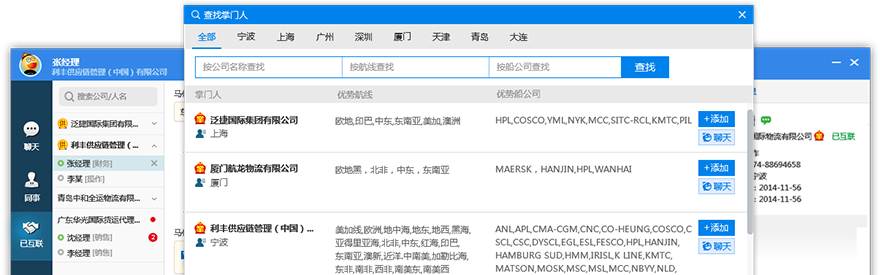 查找掌门人
全部 宁波 上海 广州 深圳 厦门 天津 青岛 大连
按公司名称查找 按航线查找 按船公司查找 查找
掌门人 优势航线 优势船公司
泛捷国际集团有限公司 欧地,印巴,中东,东南亚,美加,澳洲 HPL,COSCO,YML,NYK,MCC,SITC-RCL,KMTC,PIL +添加
上海 聊天
厦门航龙物流有限公司 欧地黑，北非，中东，东南亚 MAERSK，HANJIN,HPL,WANHAI +添加
厦门 聊天
利丰供应链管理（中国）... 美加线,欧洲,地中海,地东,地西,黑海, ANL,APL,CMA-CGM,CNC,CO-HEUNG,COSCO,C +添加
宁波 亚得里亚海,北非,中东,红海,印巴, SCL,CSC,DYSCL,EGL,ESL,FESCO,HPL,HANJIN, 聊天
东南亚,澳新,近洋,中南美,加勒比海, HAMBURG SUD,HMM,IRISL,K LINE,KMTC,
东非,南非,西非,南美东,南美西 MATSON,MOSK,MSC,MSL,MCC,NBYY,NLD,
张经理
利丰供应链管理（中国）有限公司
搜索公司/人名
泛捷国际集团有限...
利丰供应链管理（...
张经理 [财务]
李某 [操作]
青岛中和全运物流有限...
广东华光国际货运代理...
沈经理 [销售] 2
李经理 [销售]
聊天
同事
已互联
国际物流有限公司 已互联
74-88694658
宁波
: 2014-11-56
: 2014-11-56